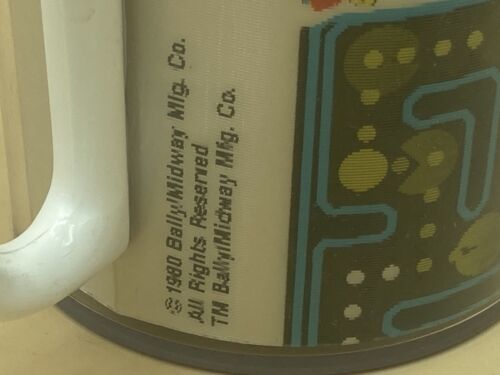 © 1980 Bally/Midway Mfg. Co.
All Rights Reserved
TM Bally/Midway Mfg. Co.